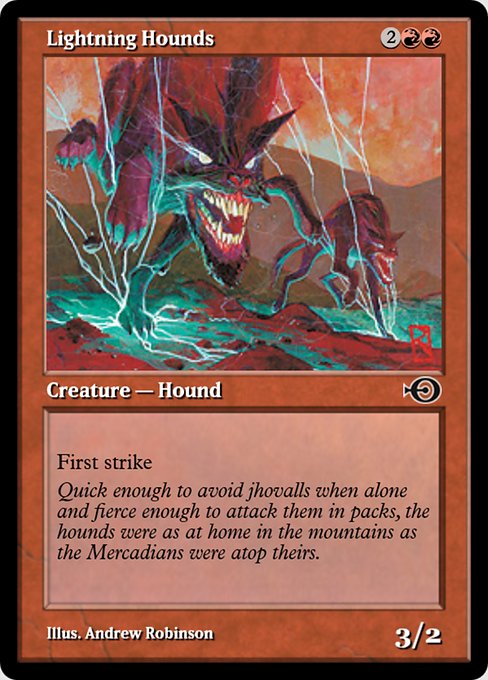 Lightning Hounds 2
Creature — Hound
First strike
Quick enough to avoid jhovalls when alone
and fierce enough to attack them in packs, the
hounds were as at home in the mountains as
the Mercadians were atop theirs.
Illus. Andrew Robinson
3/2